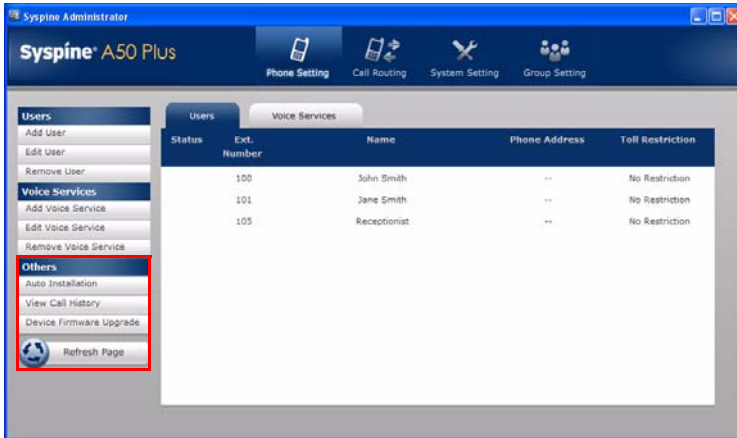 Syspine Administrator
Syspine® A50 Plus
Phone Setting
Call Routing
System Setting
Group Setting
Users
Add User
Edit User
Remove User
Voice Services
Add Voice Service
Edit Voice Service
Remove Voice Service
Others
Auto Installation
View Call History
Device Firmware Upgrade
Refresh Page
Users
Voice Services
Status Ext. Number Name Phone Address Toll Restriction
100 John Smith -- No Restriction
101 Jane Smith -- No Restriction
105 Receptionist -- No Restriction